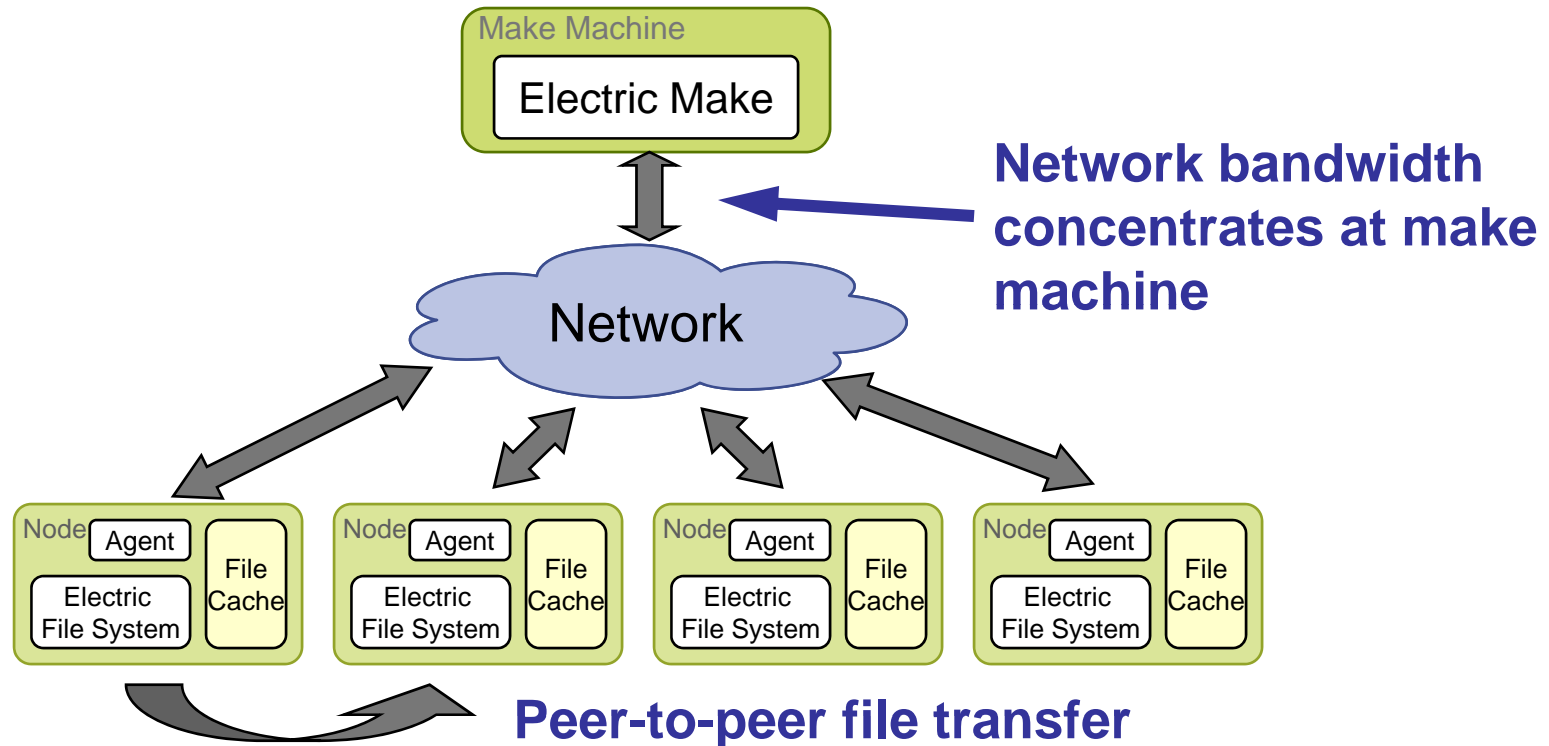 Make Machine
Electric Make
Network bandwidth
concentrates at make
machine
Network
Node
Agent
File
Cache
Electric
File System
Node
Agent
File
Cache
Electric
File System
Node
Agent
File
Cache
Electric
File System
Node
Agent
File
Cache
Electric
File System
Peer-to-peer file transfer